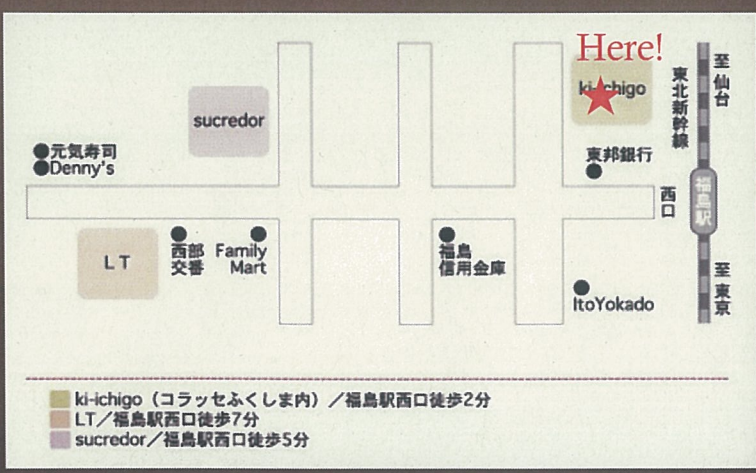 Here!
ki-ichigo
sucredor
至仙台
東北新幹線
元気寿司
Denny's
東邦銀行
西口
福島駅
LT
西部
交番
Family
Mart
福島
信用金庫
至東京
ItoYokado
ki-ichigo（コラッセふくしま内）／福島駅西口徒歩2分
LT／福島駅西口徒歩7分
sucredor／福島駅西口徒歩5分